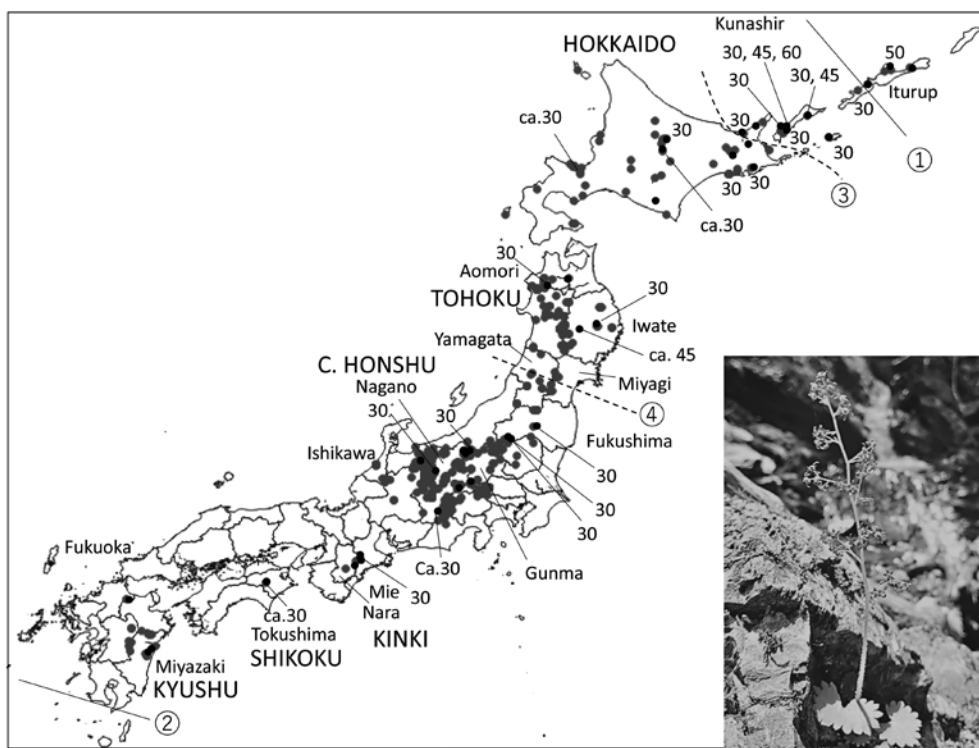 Kunashir
HOKKAIDO
30, 45, 60
50
30, 45
30
Iturup
30
ca.30
30
30
30
30
①
30
30
30
③
ca.30
30
Aomori
30
TOHOKU
Iwate
Yamagata
ca. 45
C. HONSHU
Miyagi
Nagano
④
30
30
Ishikawa
Fukushima
30
30
30
Fukuoka
Ca.30
Gunma
Mie
30
ca.30
Nara
Tokushima
KINKI
SHIKOKU
Miyazaki
KYUSHU
②